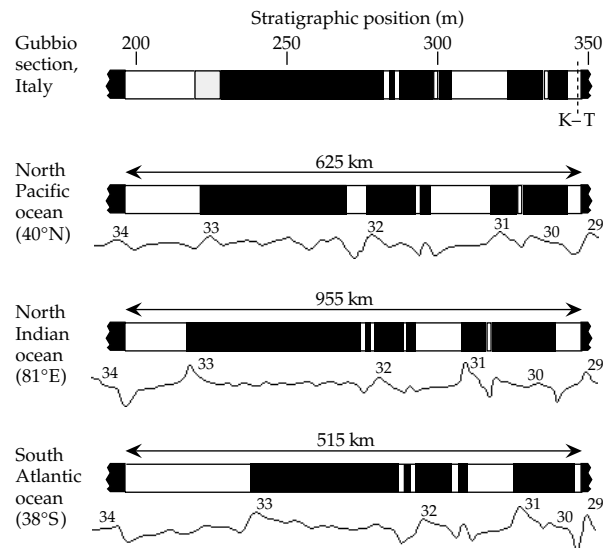 Stratigraphic position (m)
200 250 300 350
Gubbio
section,
Italy
K–T
North
Pacific
ocean
(40°N)
625 km
34 33 32 31 30 29
North
Indian
ocean
(81°E)
955 km
34 33 32 31 30 29
South
Atlantic
ocean
(38°S)
515 km
34 33 32 31 30 29